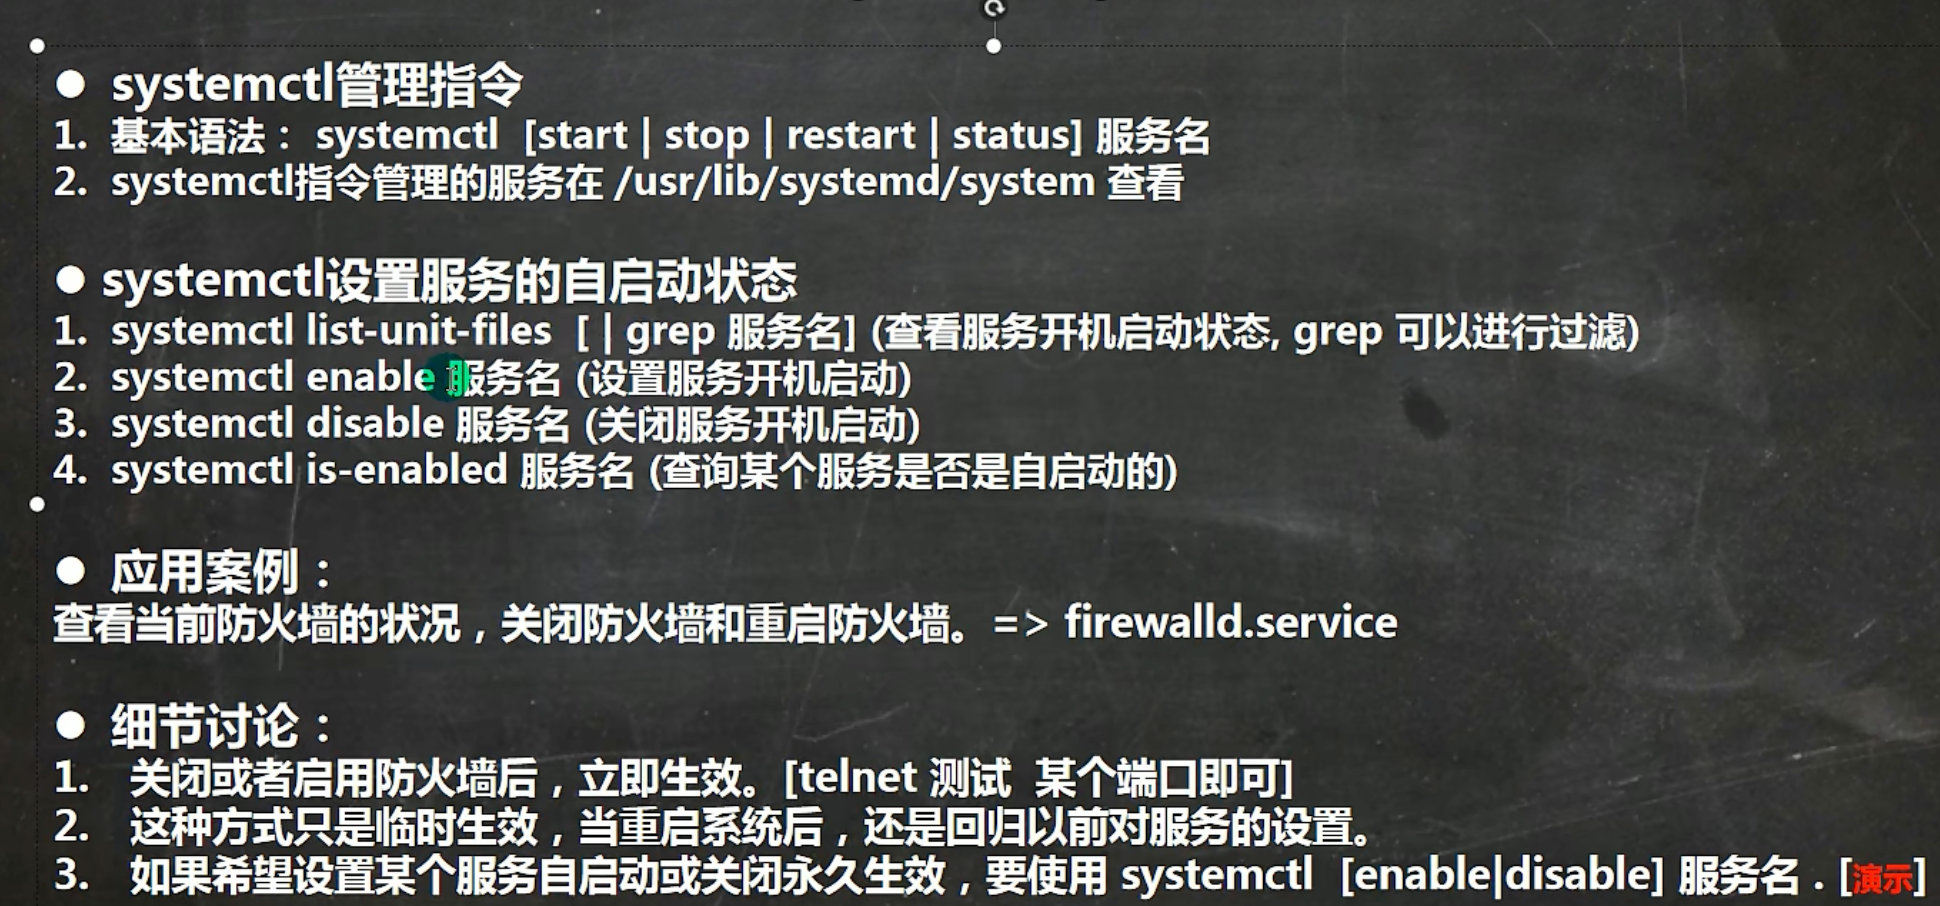 ● systemctl管理指令
1. 基本语法： systemctl [start | stop | restart | status] 服务名
2. systemctl指令管理的服务在 /usr/lib/systemd/system 查看
● systemctl设置服务的自启动状态
1. systemctl list-unit-files [ | grep 服务名] (查看服务开机启动状态, grep 可以进行过滤)
2. systemctl enable 服务名 (设置服务开机启动)
3. systemctl disable 服务名 (关闭服务开机启动)
4. systemctl is-enabled 服务名 (查询某个服务是否是自启动的)
● 应用案例：
查看当前防火墙的状况，关闭防火墙和重启防火墙。=> firewalld.service
● 细节讨论：
1. 关闭或者启用防火墙后，立即生效。[telnet 测试 某个端口即可]
2. 这种方式只是临时生效，当重启系统后，还是回归以前对服务的设置。
3. 如果希望设置某个服务自启动或关闭永久生效，要使用 systemctl [enable|disable] 服务名 . [演示]